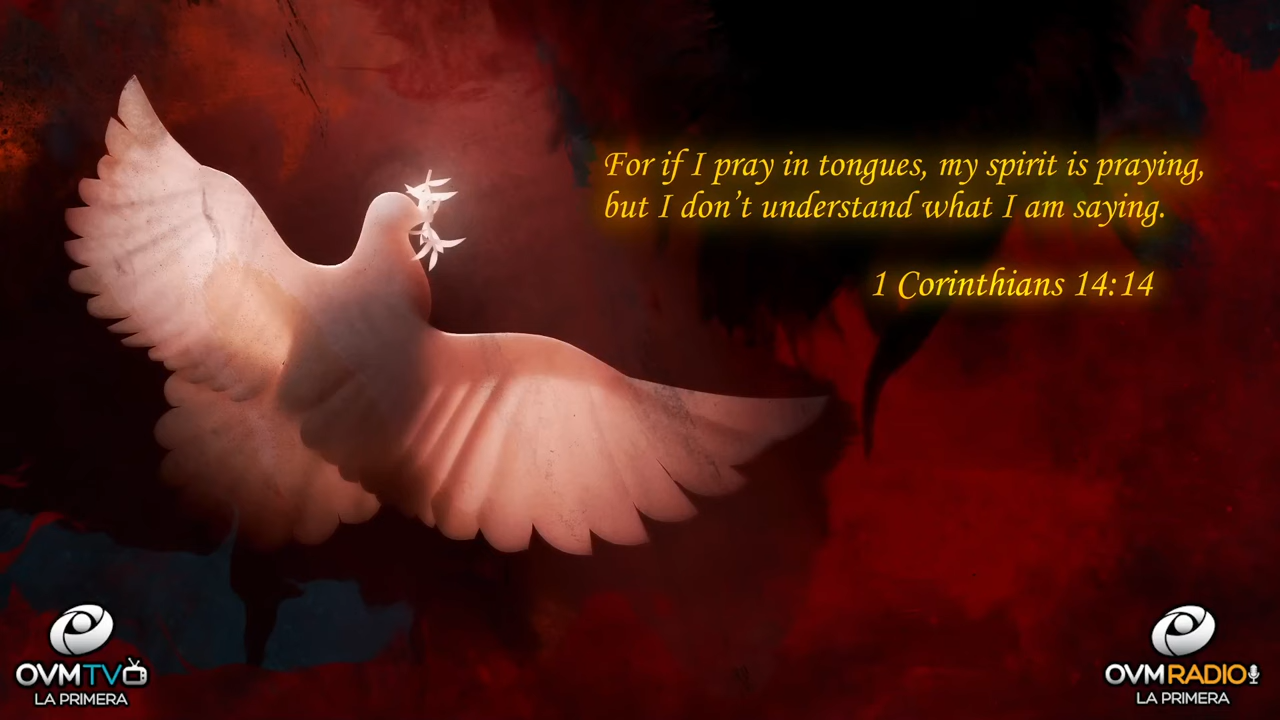 For if I pray in tongues, my spirit is praying,
but I don’t understand what I am saying.
1 Corinthians 14:14
OVMTV
LA PRIMERA
OVMRADIO
LA PRIMERA